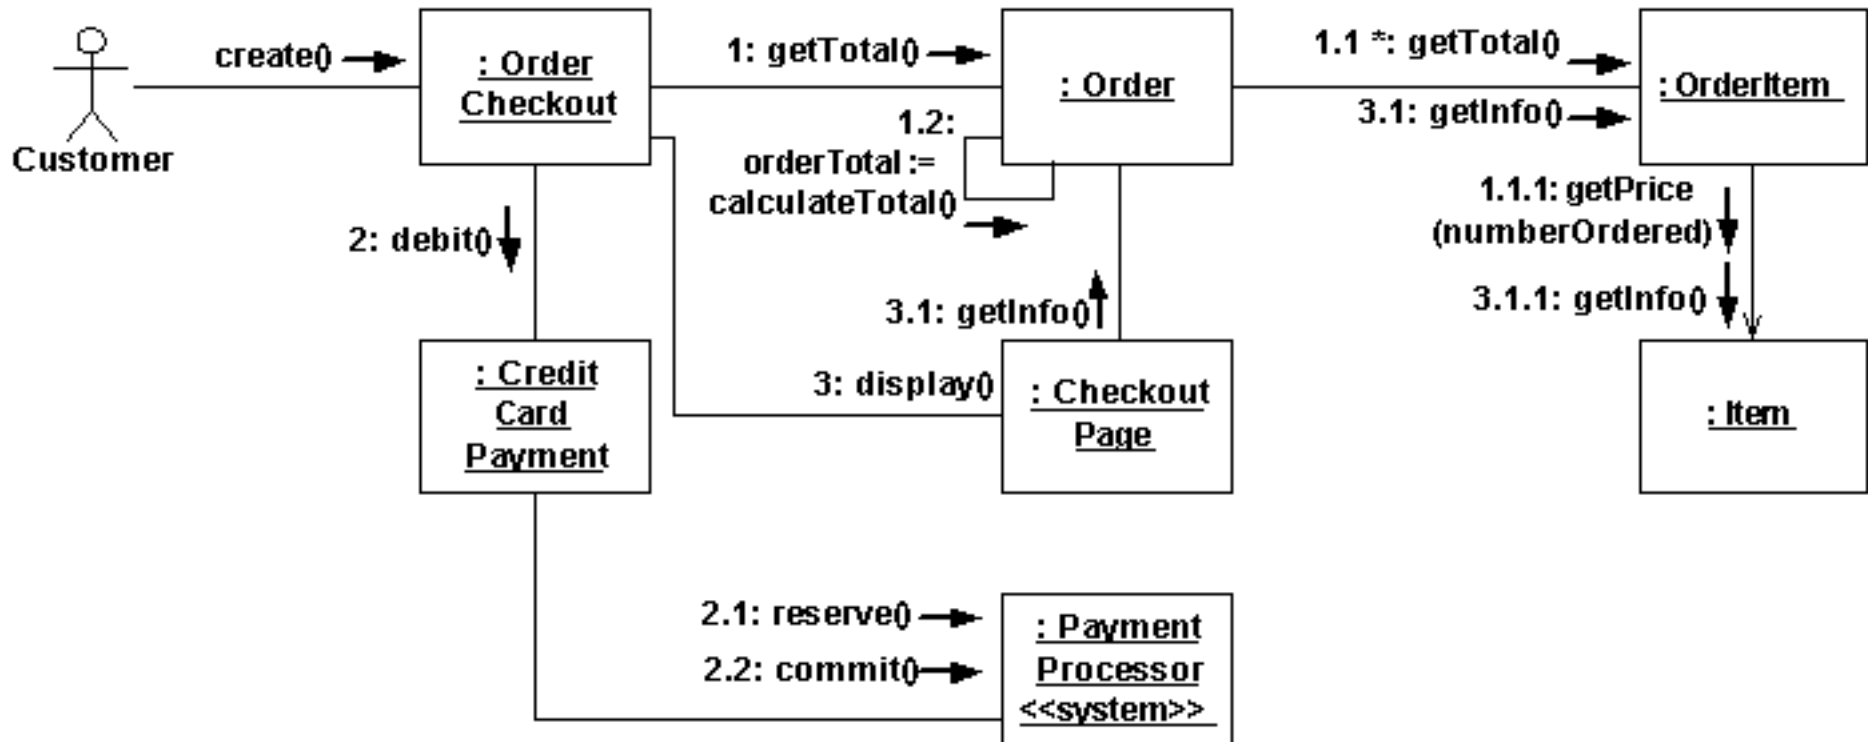 create()
Customer
: Order
Checkout
1: getTotal()
: Order
1.1 *: getTotal()
3.1: getInfo()
:OrderItem
1.2:
orderTotal :=
calculateTotal()
2: debit()
1.1.1: getPrice
(numberOrdered)
3.1: getInfo()
3.1.1: getInfo()
: Credit
Card
Payment
3: display()
: Checkout
Page
: Item
2.1: reserve()
2.2: commit()
: Payment
Processor
<<system>>